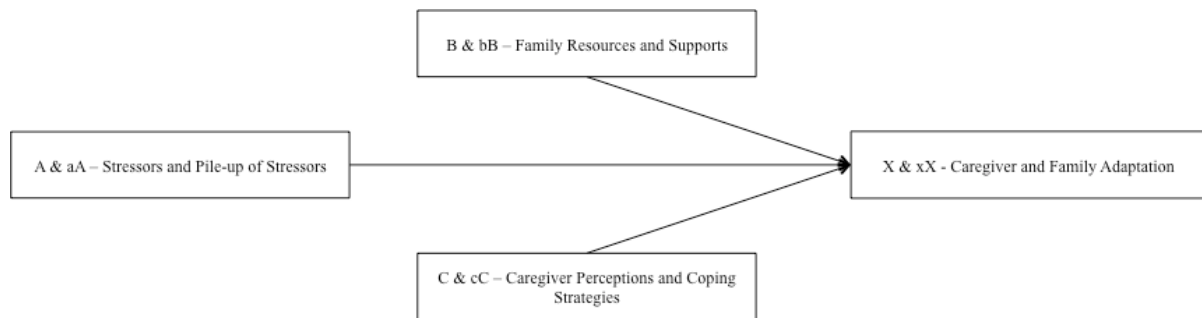 B & bB – Family Resources and Supports
A & aA – Stressors and Pile-up of Stressors
X & xX - Caregiver and Family Adaptation
C & cC – Caregiver Perceptions and Coping
Strategies